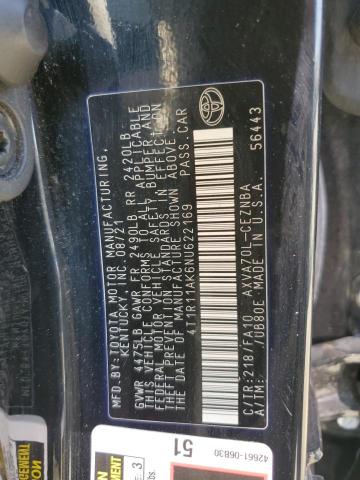 MFD.BY:TOYOTA MOTOR MANUFACTURING,
KENTUCKY, INC. 08/21
GVWR 4475LB GAWR FR 2490LB RR 2420LB
THIS VEHICLE CONFORMS TO ALL APPLICABLE
FEDERAL MOTOR VEHICLE SAFETY, BUMPER, AND
THEFT PREVENTION STANDARDS IN EFFECT ON
THE DATE OF MANUFACTURE SHOWN ABOVE.
4T1R11AK6NU622169 PASS.CAR
C/TR:218?/FA10 AXVA70L-CEZNBA
A/TM: /UB80E MADE IN U.S.A. 56443
42661-06B30
51
3